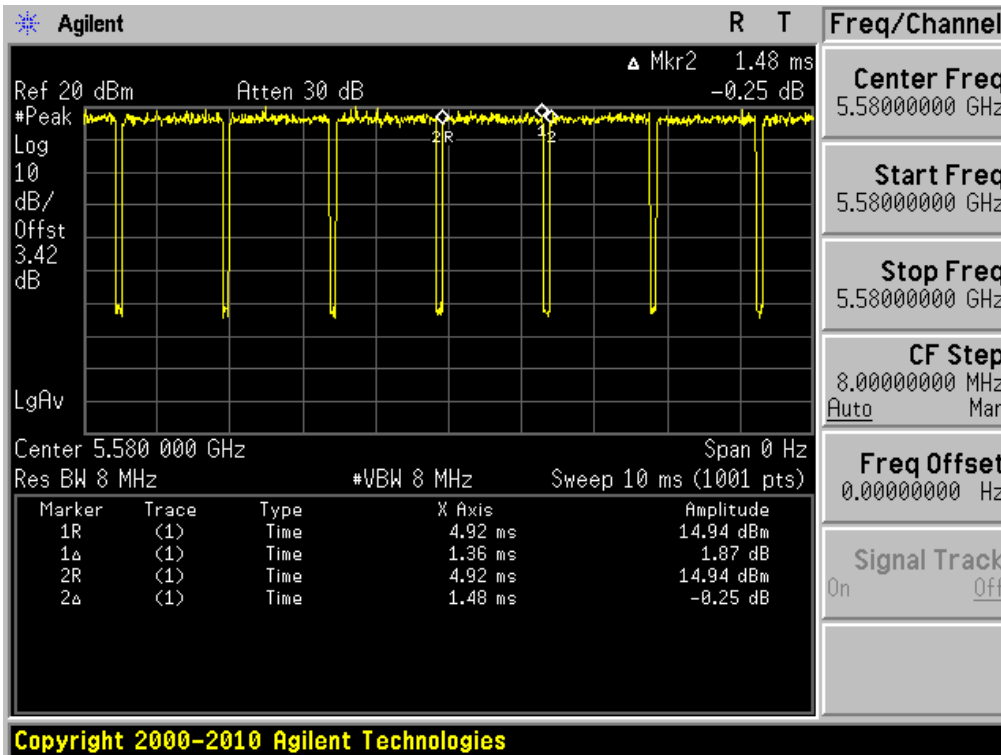 Agilent R T Freq/Channel
Δ Mkr2 1.48 ms
Ref 20 dBm Atten 30 dB -0.25 dB
#Peak
Log
10
dB/
Offst
3.42
dB
LgAv
2R
1
2
Center 5.580 000 GHz Span 0 Hz
Res BW 8 MHz #VBW 8 MHz Sweep 10 ms (1001 pts)
Marker Trace Type X Axis Amplitude
1R (1) Time 4.92 ms 14.94 dBm
1Δ (1) Time 1.36 ms 1.87 dB
2R (1) Time 4.92 ms 14.94 dBm
2Δ (1) Time 1.48 ms -0.25 dB
Center Freq
5.58000000 GHz
Start Freq
5.58000000 GHz
Stop Freq
5.58000000 GHz
CF Step
8.00000000 MHz
Auto Man
Freq Offset
0.00000000 Hz
Signal Track
On Off
Copyright 2000-2010 Agilent Technologies